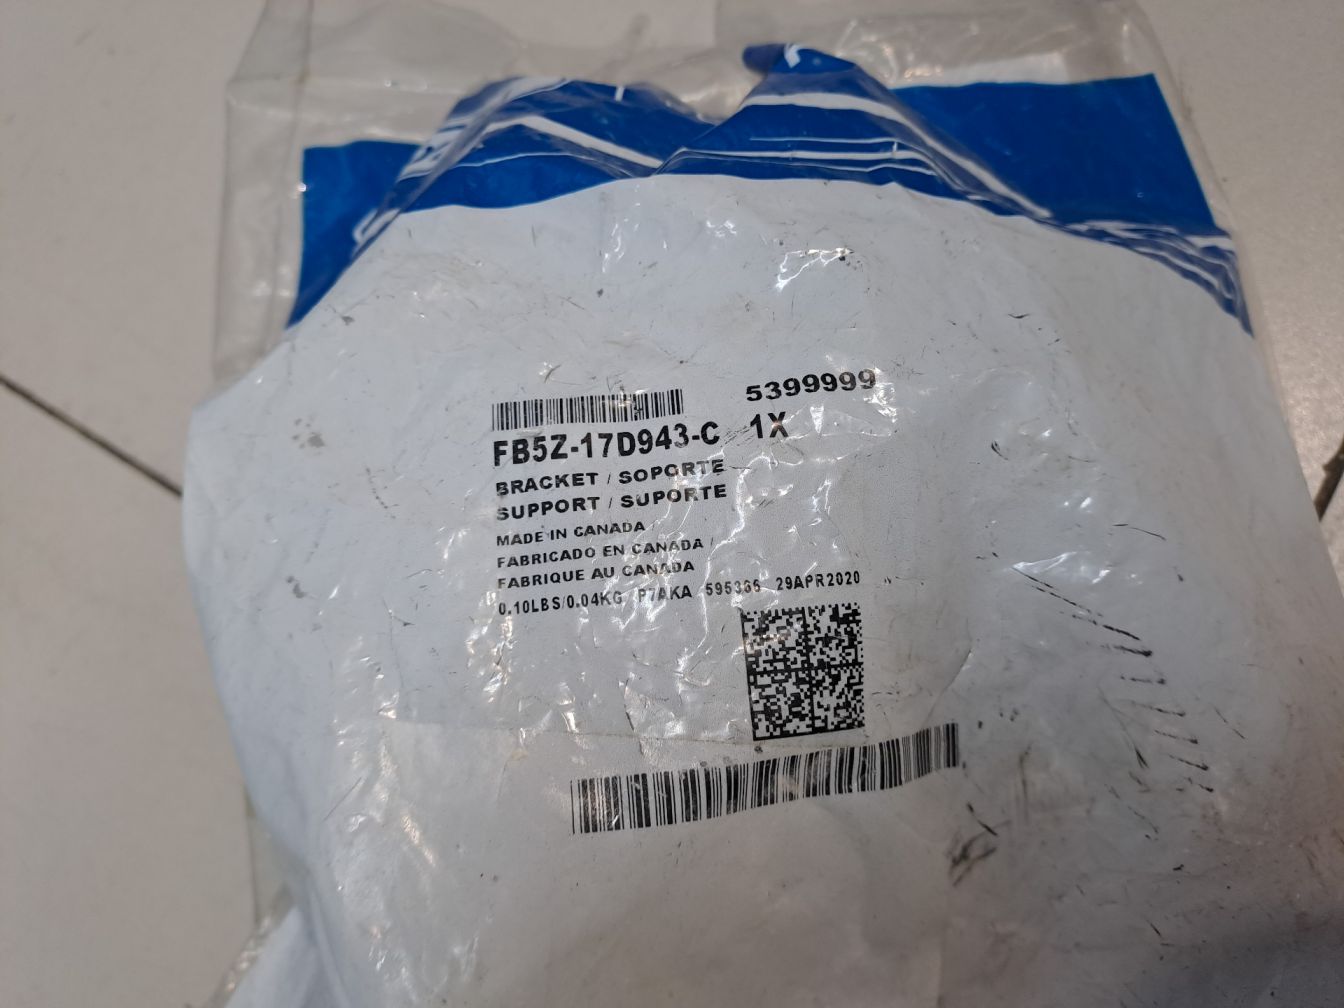 5399999
FB5Z-17D943-C 1X
BRACKET / SOPORTE
SUPPORT / SUPORTE
MADE IN CANADA /
FABRICADO EN CANADA /
FABRIQUE AU CANADA
0.10LBS/0.04KG P7AKA 595366 29APR2020